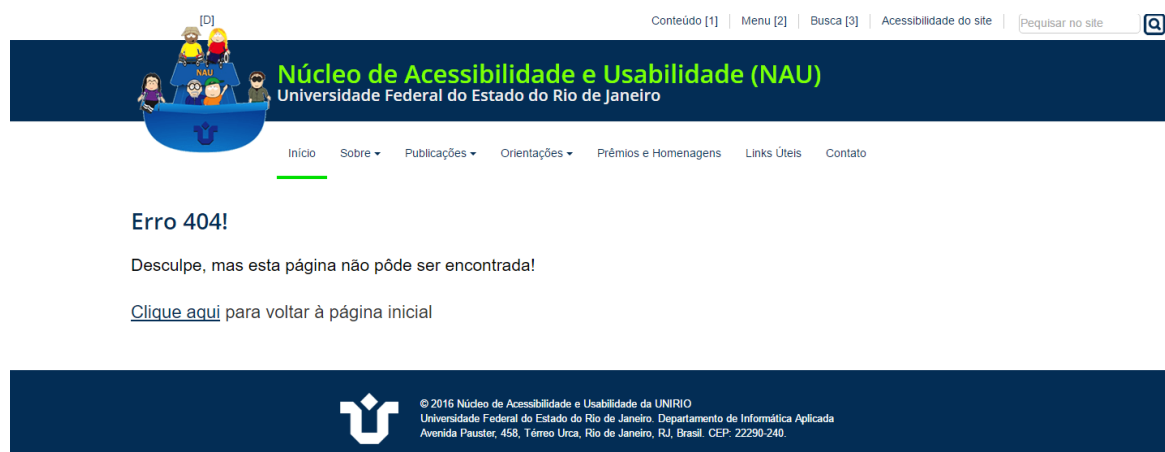 [D]
Conteúdo [1] Menu [2] Busca [3] Acessibilidade do site Pequisar no site
NAU
Núcleo de Acessibilidade e Usabilidade (NAU)
Universidade Federal do Estado do Rio de Janeiro
Início Sobre Publicações Orientações Prêmios e Homenagens Links Úteis Contato
Erro 404!
Desculpe, mas esta página não pôde ser encontrada!
Clique aqui para voltar à página inicial
© 2016 Núcleo de Acessibilidade e Usabilidade da UNIRIO
Universidade Federal do Estado do Rio de Janeiro. Departamento de Informática Aplicada
Avenida Pauster, 458, Térreo Urca, Rio de Janeiro, RJ, Brasil. CEP: 22290-240.